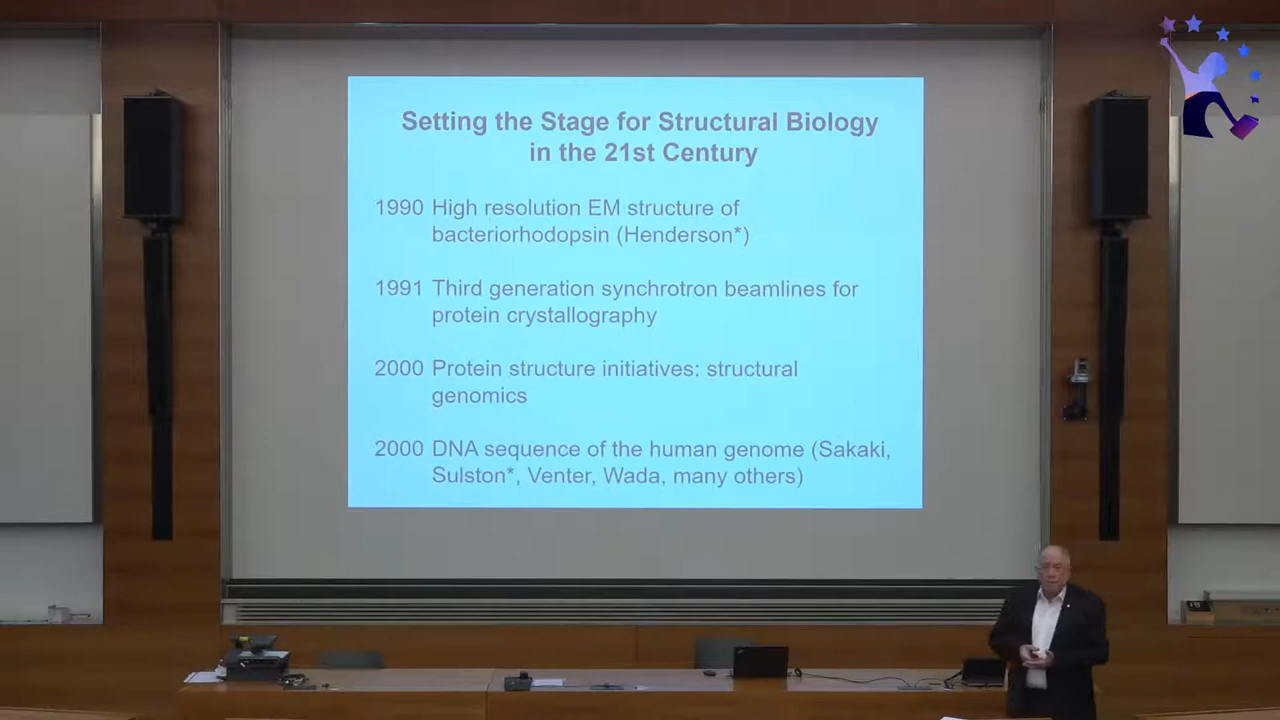 Setting the Stage for Structural Biology
in the 21st Century
1990 High resolution EM structure of
bacteriorhodopsin (Henderson*)
1991 Third generation synchrotron beamlines for
protein crystallography
2000 Protein structure initiatives: structural
genomics
2000 DNA sequence of the human genome (Sakaki,
Sulston*, Venter, Wada, many others)